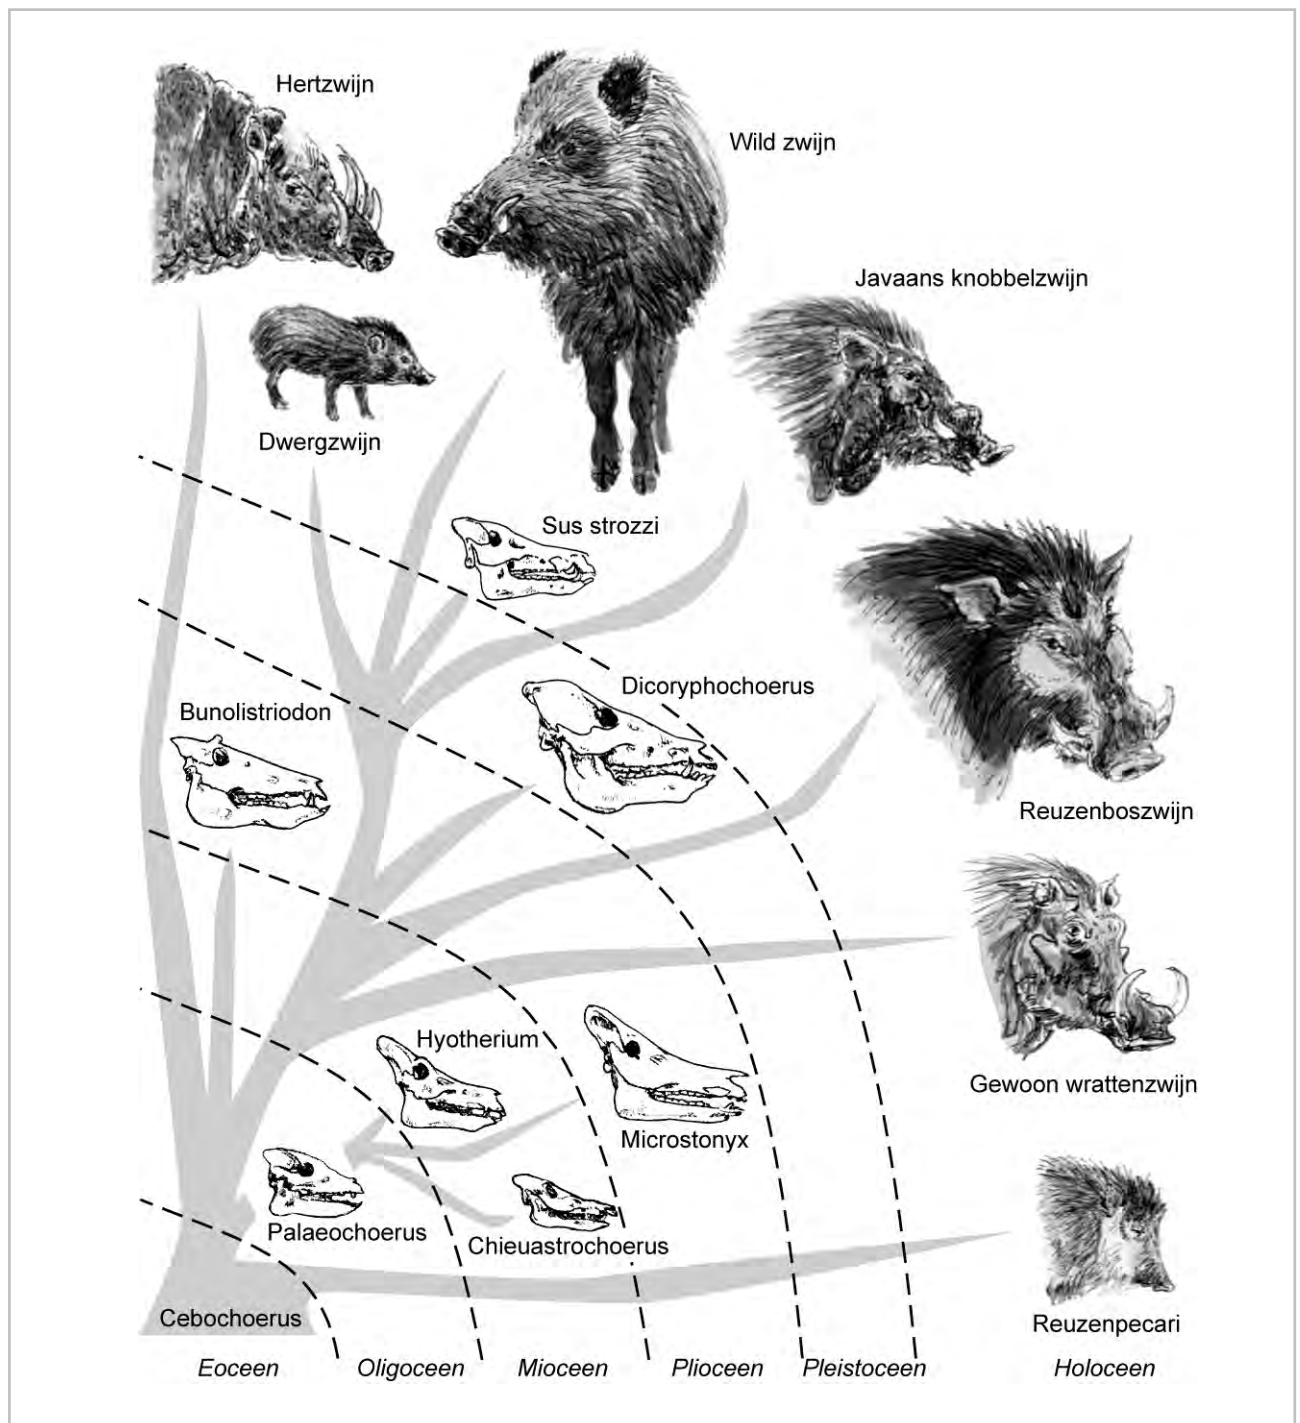 Hertzwijn
Wild zwijn
Javaans knobbelzwijn
Dwergzwijn
Sus strozzi
Dicoryphochoerus
Bunolistriodon
Reuzenboszwijn
Hyotherium
Gewoon wrattenzwijn
Microstonyx
Palaeochoerus
Chieuastrochoerus
Cebochoerus
Reuzenpecari
Eoceen Oligoceen Mioceen Plioceen Pleistoceen Holoceen